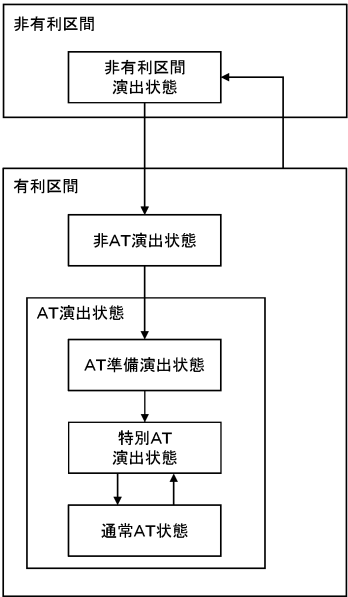 非有利区間
非有利区間
演出状態
有利区間
非AT演出状態
AT演出状態
AT準備演出状態
特別AT
演出状態
通常AT状態